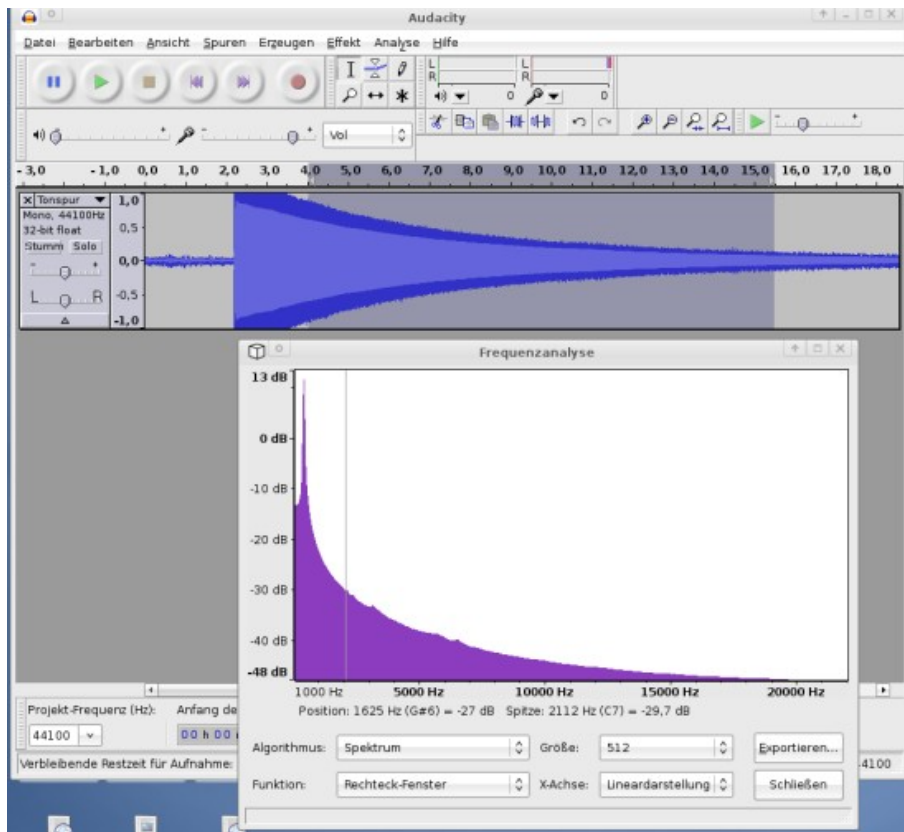 Audacity
Datei Bearbeiten Ansicht Spuren Erzeugen Effekt Analyse Hilfe
L
R
L
R
0
0
Vol
- 3,0 - 1,0 0,0 1,0 2,0 3,0 4,0 5,0 6,0 7,0 8,0 9,0 10,0 11,0 12,0 13,0 14,0 15,0 16,0 17,0 18,0
X Tonspur
Mono, 44100Hz
32-bit float
Stumm Solo
- +
L R
1,0
0,5
0,0
-0,5
-1,0
Frequenzanalyse
13 dB
0 dB
-10 dB
-20 dB
-30 dB
-40 dB
-48 dB
1000 Hz 5000 Hz 10000 Hz 15000 Hz 20000 Hz
Position: 1625 Hz (G#6) = -27 dB Spitze: 2112 Hz (C7) = -29,7 dB
Algorithmus: Spektrum Größe: 512 Exportieren...
Funktion: Rechteck-Fenster X-Achse: Lineardarstellung Schließen
Projekt-Frequenz (Hz): Anfang de
44100 00 h 00
Verbleibende Restzeit für Aufnahme: 4100